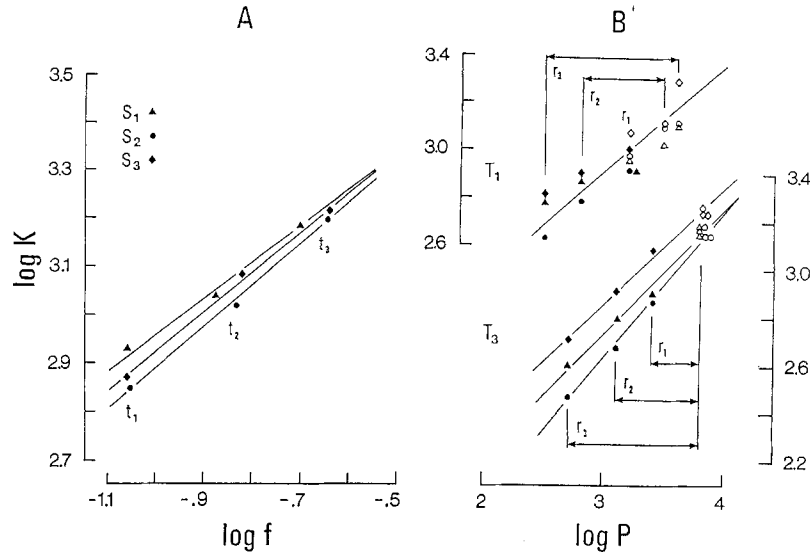 A
B'
3.5
3.3
3.1
2.9
2.7
log K
S1
S2
S3
t1
t2
t3
-1.1
-.9
-.7
-.5
log f
3.4
3.0
2.6
T1
r3
r2
r1
3.4
3.0
2.6
2.2
T3
r1
r2
r3
2
3
4
log P